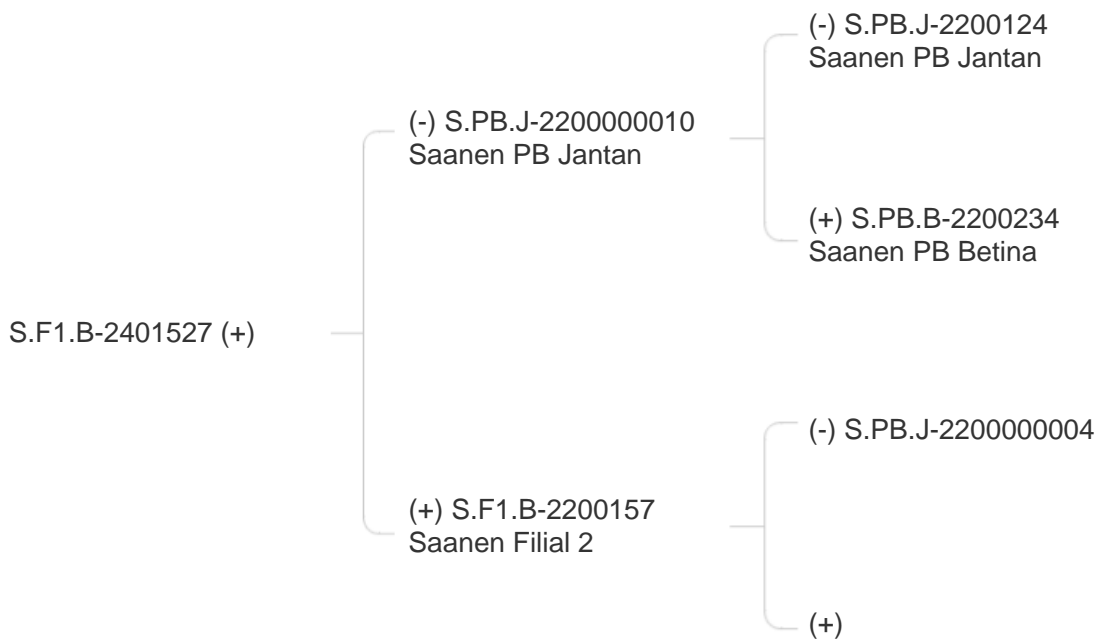 (-) S.PB.J-2200124
Saanen PB Jantan
(-) S.PB.J-2200000010
Saanen PB Jantan
(+) S.PB.B-2200234
Saanen PB Betina
S.F1.B-2401527 (+)
(-) S.PB.J-2200000004
(+) S.F1.B-2200157
Saanen Filial 2
(+)